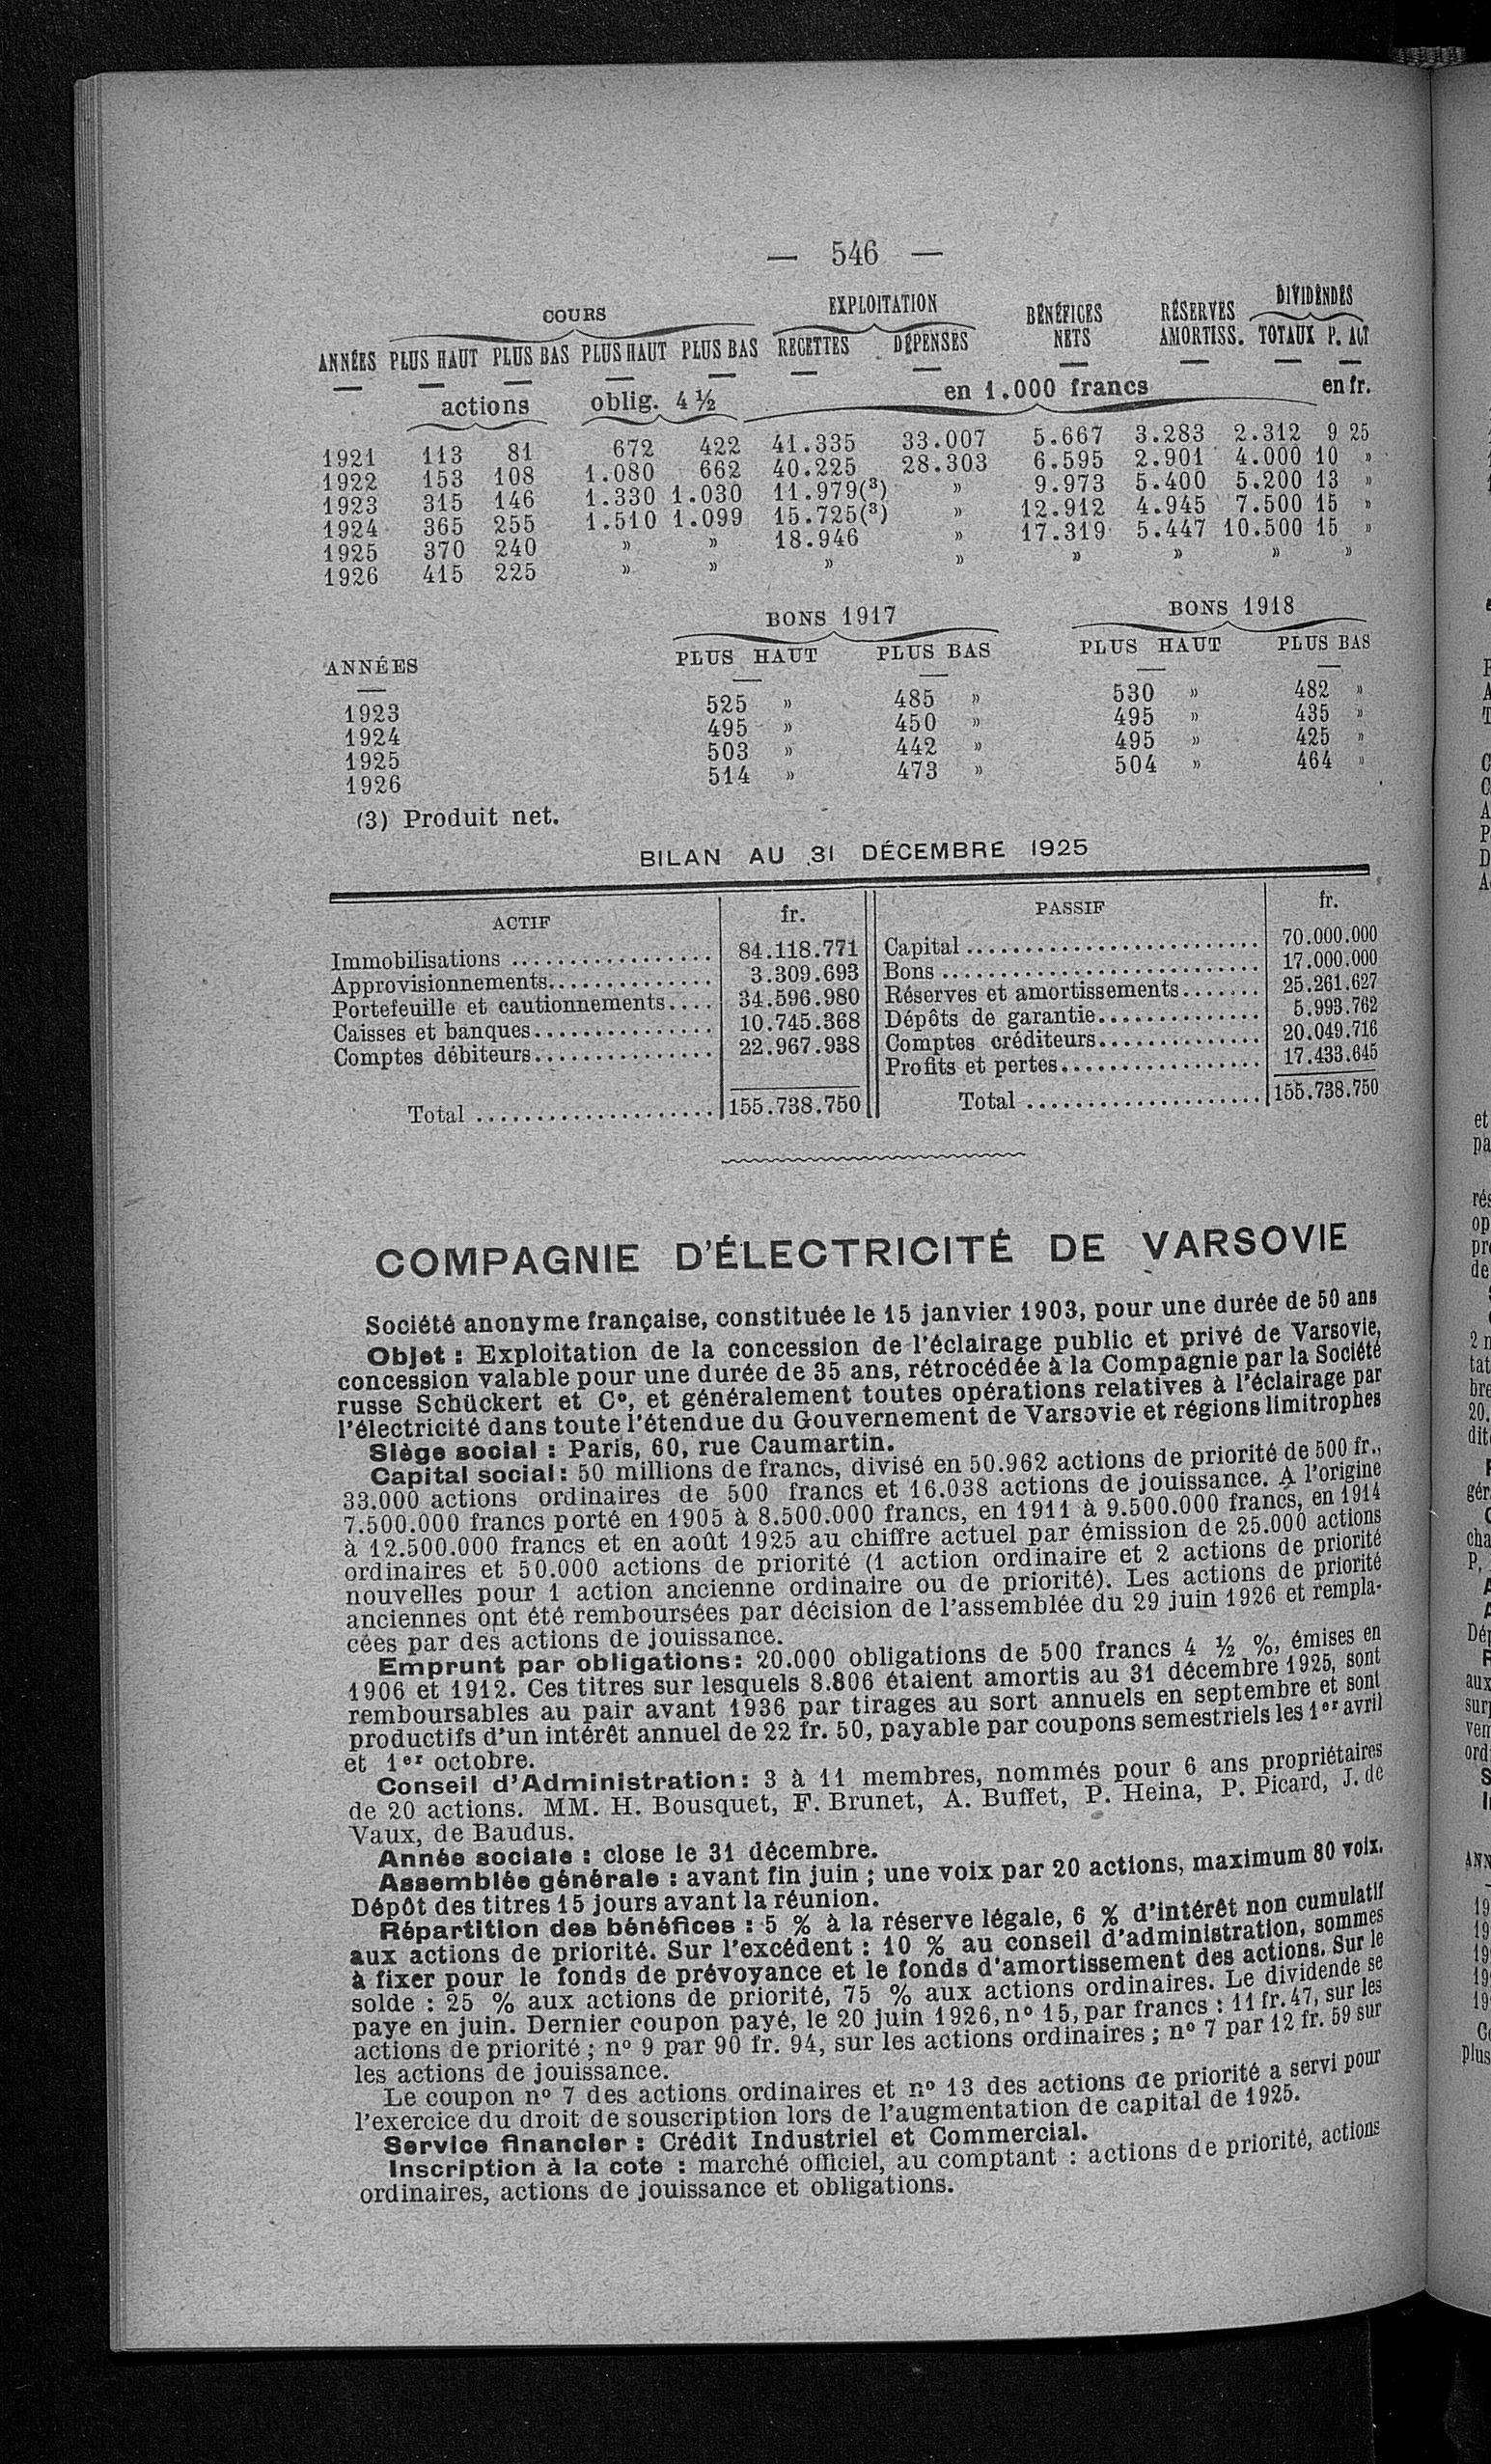 — 546 —
COURS EXPLOITATION BÉNÉFICES RÉSERVES DIVIDENDES
ANNÉES PLUS HAUT PLUS BAS PLUS HAUT PLUS BAS RECETTES DÉPENSES NETS AMORTISS. TOTAUX P. ACT
actions oblig. 4 ½ en 1.000 francs en fr.
1921 113 81 672 422 41.335 33.007 5.667 3.283 2.312 9 25
1922 153 108 1.080 662 40.225 28.303 6.595 2.901 4.000 10 »
1923 315 146 1.330 1.030 11.979(3) » 9.973 5.400 5.200 13 »
1924 365 255 1.510 1.099 15.725(3) » 12.912 4.945 7.500 15 »
1925 370 240 » » 18.946 » 17.319 5.447 10.500 15 »
1926 415 225 » » » » » » » »
BONS 1917 BONS 1918
ANNÉES PLUS HAUT PLUS BAS PLUS HAUT PLUS BAS
1923 525 » 485 » 530 » 482 »
1924 495 » 450 » 495 » 435 »
1925 503 » 442 » 495 » 425 »
1926 514 » 473 » 504 » 464 »
(3) Produit net.
BILAN AU 31 DÉCEMBRE 1925
ACTIF fr. PASSIF fr.
Immobilisations ................. 84.118.771 Capital ......................... 70.000.000
Approvisionnements.............. 3.309.693 Bons ........................... 17.000.000
Portefeuille et cautionnements.... 34.596.980 Réserves et amortissements....... 25.261.627
Caisses et banques................ 10.745.368 Dépôts de garantie.............. 5.993.762
Comptes débiteurs............... 22.967.938 Comptes créditeurs.............. 20.049.716
Profits et pertes................. 17.433.645
Total .................... 155.738.750 Total .................... 155.738.750
COMPAGNIE D'ÉLECTRICITÉ DE VARSOVIE
Société anonyme française, constituée le 15 janvier 1903, pour une durée de 50 ans
Objet : Exploitation de la concession de l'éclairage public et privé de Varsovie,
concession valable pour une durée de 35 ans, rétrocédée à la Compagnie par la Société
russe Schückert et Co, et généralement toutes opérations relatives à l'éclairage par
l'électricité dans toute l'étendue du Gouvernement de Varsovie et régions limitrophes
Siège social : Paris, 60, rue Caumartin.
Capital social : 50 millions de francs, divisé en 50.962 actions de priorité de 500 fr.,
33.000 actions ordinaires de 500 francs et 16.038 actions de jouissance. A l'origine
7.500.000 francs porté en 1905 à 8.500.000 francs, en 1911 à 9.500.000 francs, en 1914
à 12.500.000 francs et en août 1925 au chiffre actuel par émission de 25.000 actions
ordinaires et 50.000 actions de priorité (1 action ordinaire et 2 actions de priorité
nouvelles pour 1 action ancienne ordinaire ou de priorité). Les actions de priorité
anciennes ont été remboursées par décision de l'assemblée du 29 juin 1926 et rempla-
cées par des actions de jouissance.
Emprunt par obligations : 20.000 obligations de 500 francs 4 ½ %, émises en
1906 et 1912. Ces titres sur lesquels 8.806 étaient amortis au 31 décembre 1925, sont
remboursables au pair avant 1936 par tirages au sort annuels en septembre et sont
productifs d'un intérêt annuel de 22 fr. 50, payable par coupons semestriels les 1er avril
et 1er octobre.
Conseil d'Administration : 3 à 11 membres, nommés pour 6 ans propriétaires
de 20 actions. MM. H. Bousquet, F. Brunet, A. Buffet, P. Heina, P. Picard, J. de
Vaux, de Baudus.
Année sociale : close le 31 décembre.
Assemblée générale : avant fin juin ; une voix par 20 actions, maximum 80 voix.
Dépôt des titres 15 jours avant la réunion.
Répartition des bénéfices : 5 % à la réserve légale, 6 % d'intérêt non cumulatif
aux actions de priorité. Sur l'excédent : 10 % au conseil d'administration, sommes
à fixer pour le fonds de prévoyance et le fonds d'amortissement des actions. Sur le
solde : 25 % aux actions de priorité, 75 % aux actions ordinaires. Le dividende se
paye en juin. Dernier coupon payé, le 20 juin 1926, nº 15, par francs : 11 fr. 47, sur les
actions de priorité ; nº 9 par 90 fr. 94, sur les actions ordinaires ; nº 7 par 12 fr. 59 sur
les actions de jouissance.
Le coupon nº 7 des actions ordinaires et nº 13 des actions de priorité a servi pour
l'exercice du droit de souscription lors de l'augmentation de capital de 1925.
Service financier : Crédit Industriel et Commercial.
Inscription à la cote : marché officiel, au comptant : actions de priorité, actions
ordinaires, actions de jouissance et obligations.